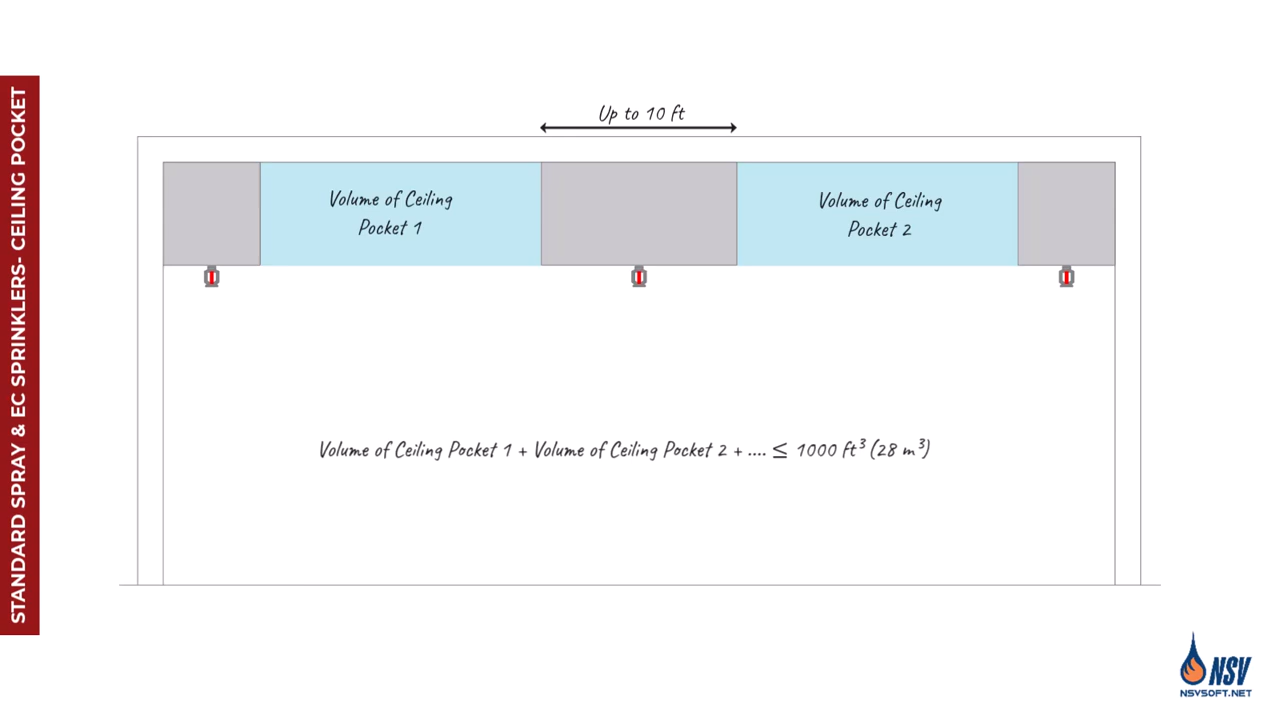 STANDARD SPRAY & EC SPRINKLERS- CEILING POCKET
Up to 10 ft
Volume of Ceiling
Pocket 1
Volume of Ceiling
Pocket 2
Volume of Ceiling Pocket 1 + Volume of Ceiling Pocket 2 + .... ≤ 1000 ft³ (28 m³)
NSV
NSVSOFT.NET